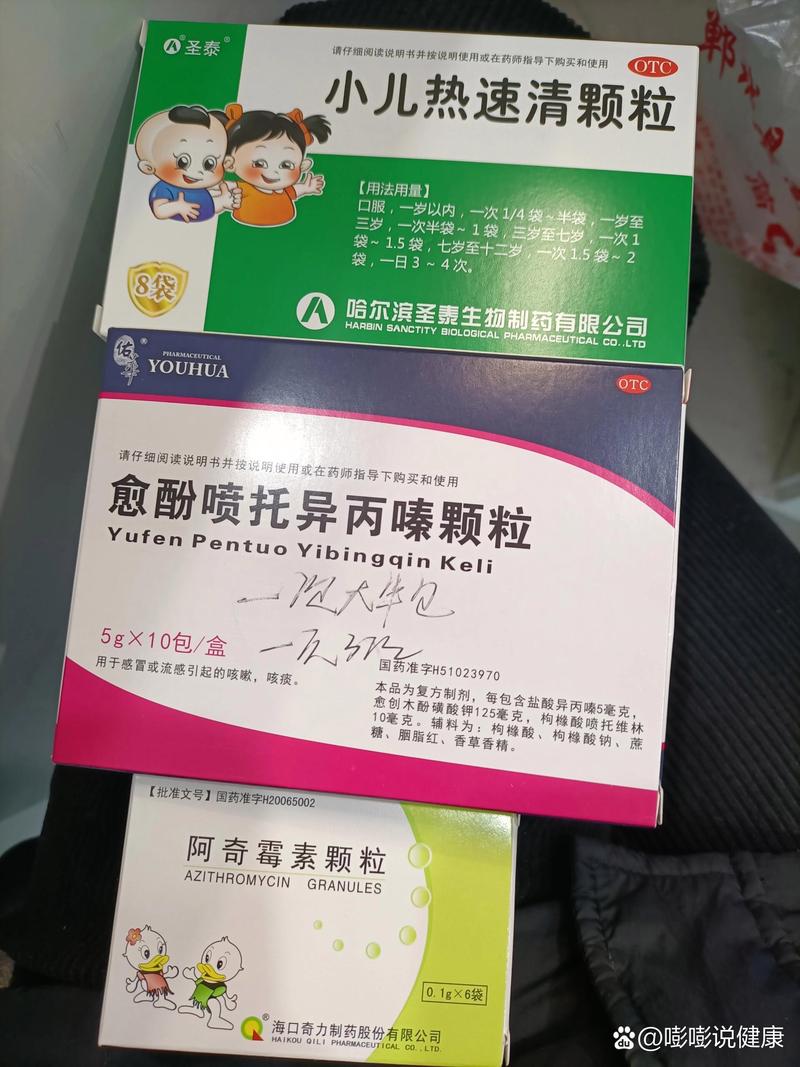 圣泰®
请仔细阅读说明书并按说明使用或在药师指导下购买和使用
OTC
小儿热速清颗粒
【用法用量】
口服，一岁以内，一次1/4袋～半袋，一岁至
三岁，一次半袋～1袋，三岁至七岁，一次1
袋～1.5袋，七岁至十二岁，一次1.5袋～2
袋，一日3～4次。
8袋
哈尔滨圣泰生物制药有限公司
HARBIN SANCTITY BIOLOGICAL PHARMACEUTICAL CO.,LTD
佑华®
PHARMACEUTICAL
YOUHUA
OTC
请仔细阅读说明书并按说明使用或在药师指导下购买和使用
愈酚喷托异丙嗪颗粒
Yufen Pentuo Yibingqin Keli
一次大半包
5g×10包/盒
一天3次
国药准字H51023970
用于感冒或流感引起的咳嗽，咳痰。
本品为复方制剂，每包含盐酸异丙嗪5毫克，
愈创木酚磺酸钾125毫克，枸橼酸喷托维林
10毫克。辅料为：枸橼酸、枸橼酸钠、蔗
糖、胭脂红、香草香精。
【批准文号】国药准字H20065002
阿奇霉素颗粒
AZITHROMYCIN GRANULES
0.1g×6袋
海口奇力制药股份有限公司
HAIKOU QILI PHARMACEUTICAL CO.,LTD.
du @嘭嘭说健康